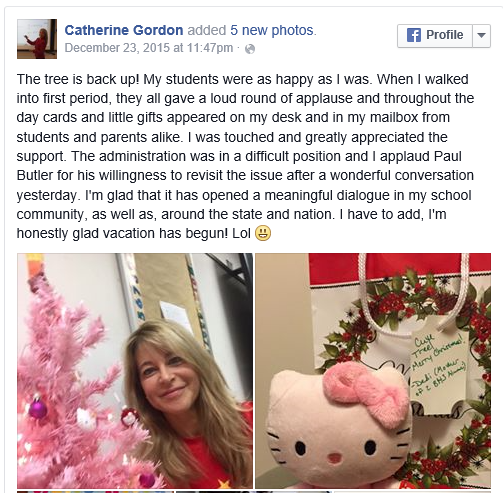 Catherine Gordon added 5 new photos.
December 23, 2015 at 11:47pm ·
Profile
The tree is back up! My students were as happy as I was. When I walked
into first period, they all gave a loud round of applause and throughout the
day cards and little gifts appeared on my desk and in my mailbox from
students and parents alike. I was touched and greatly appreciated the
support. The administration was in a difficult position and I applaud Paul
Butler for his willingness to revisit the issue after a wonderful conversation
yesterday. I'm glad that it has opened a meaningful dialogue in my school
community, as well as, around the state and nation. I have to add, I'm
honestly glad vacation has begun! Lol 😃
Cute
Tree!
Merry Christmas!